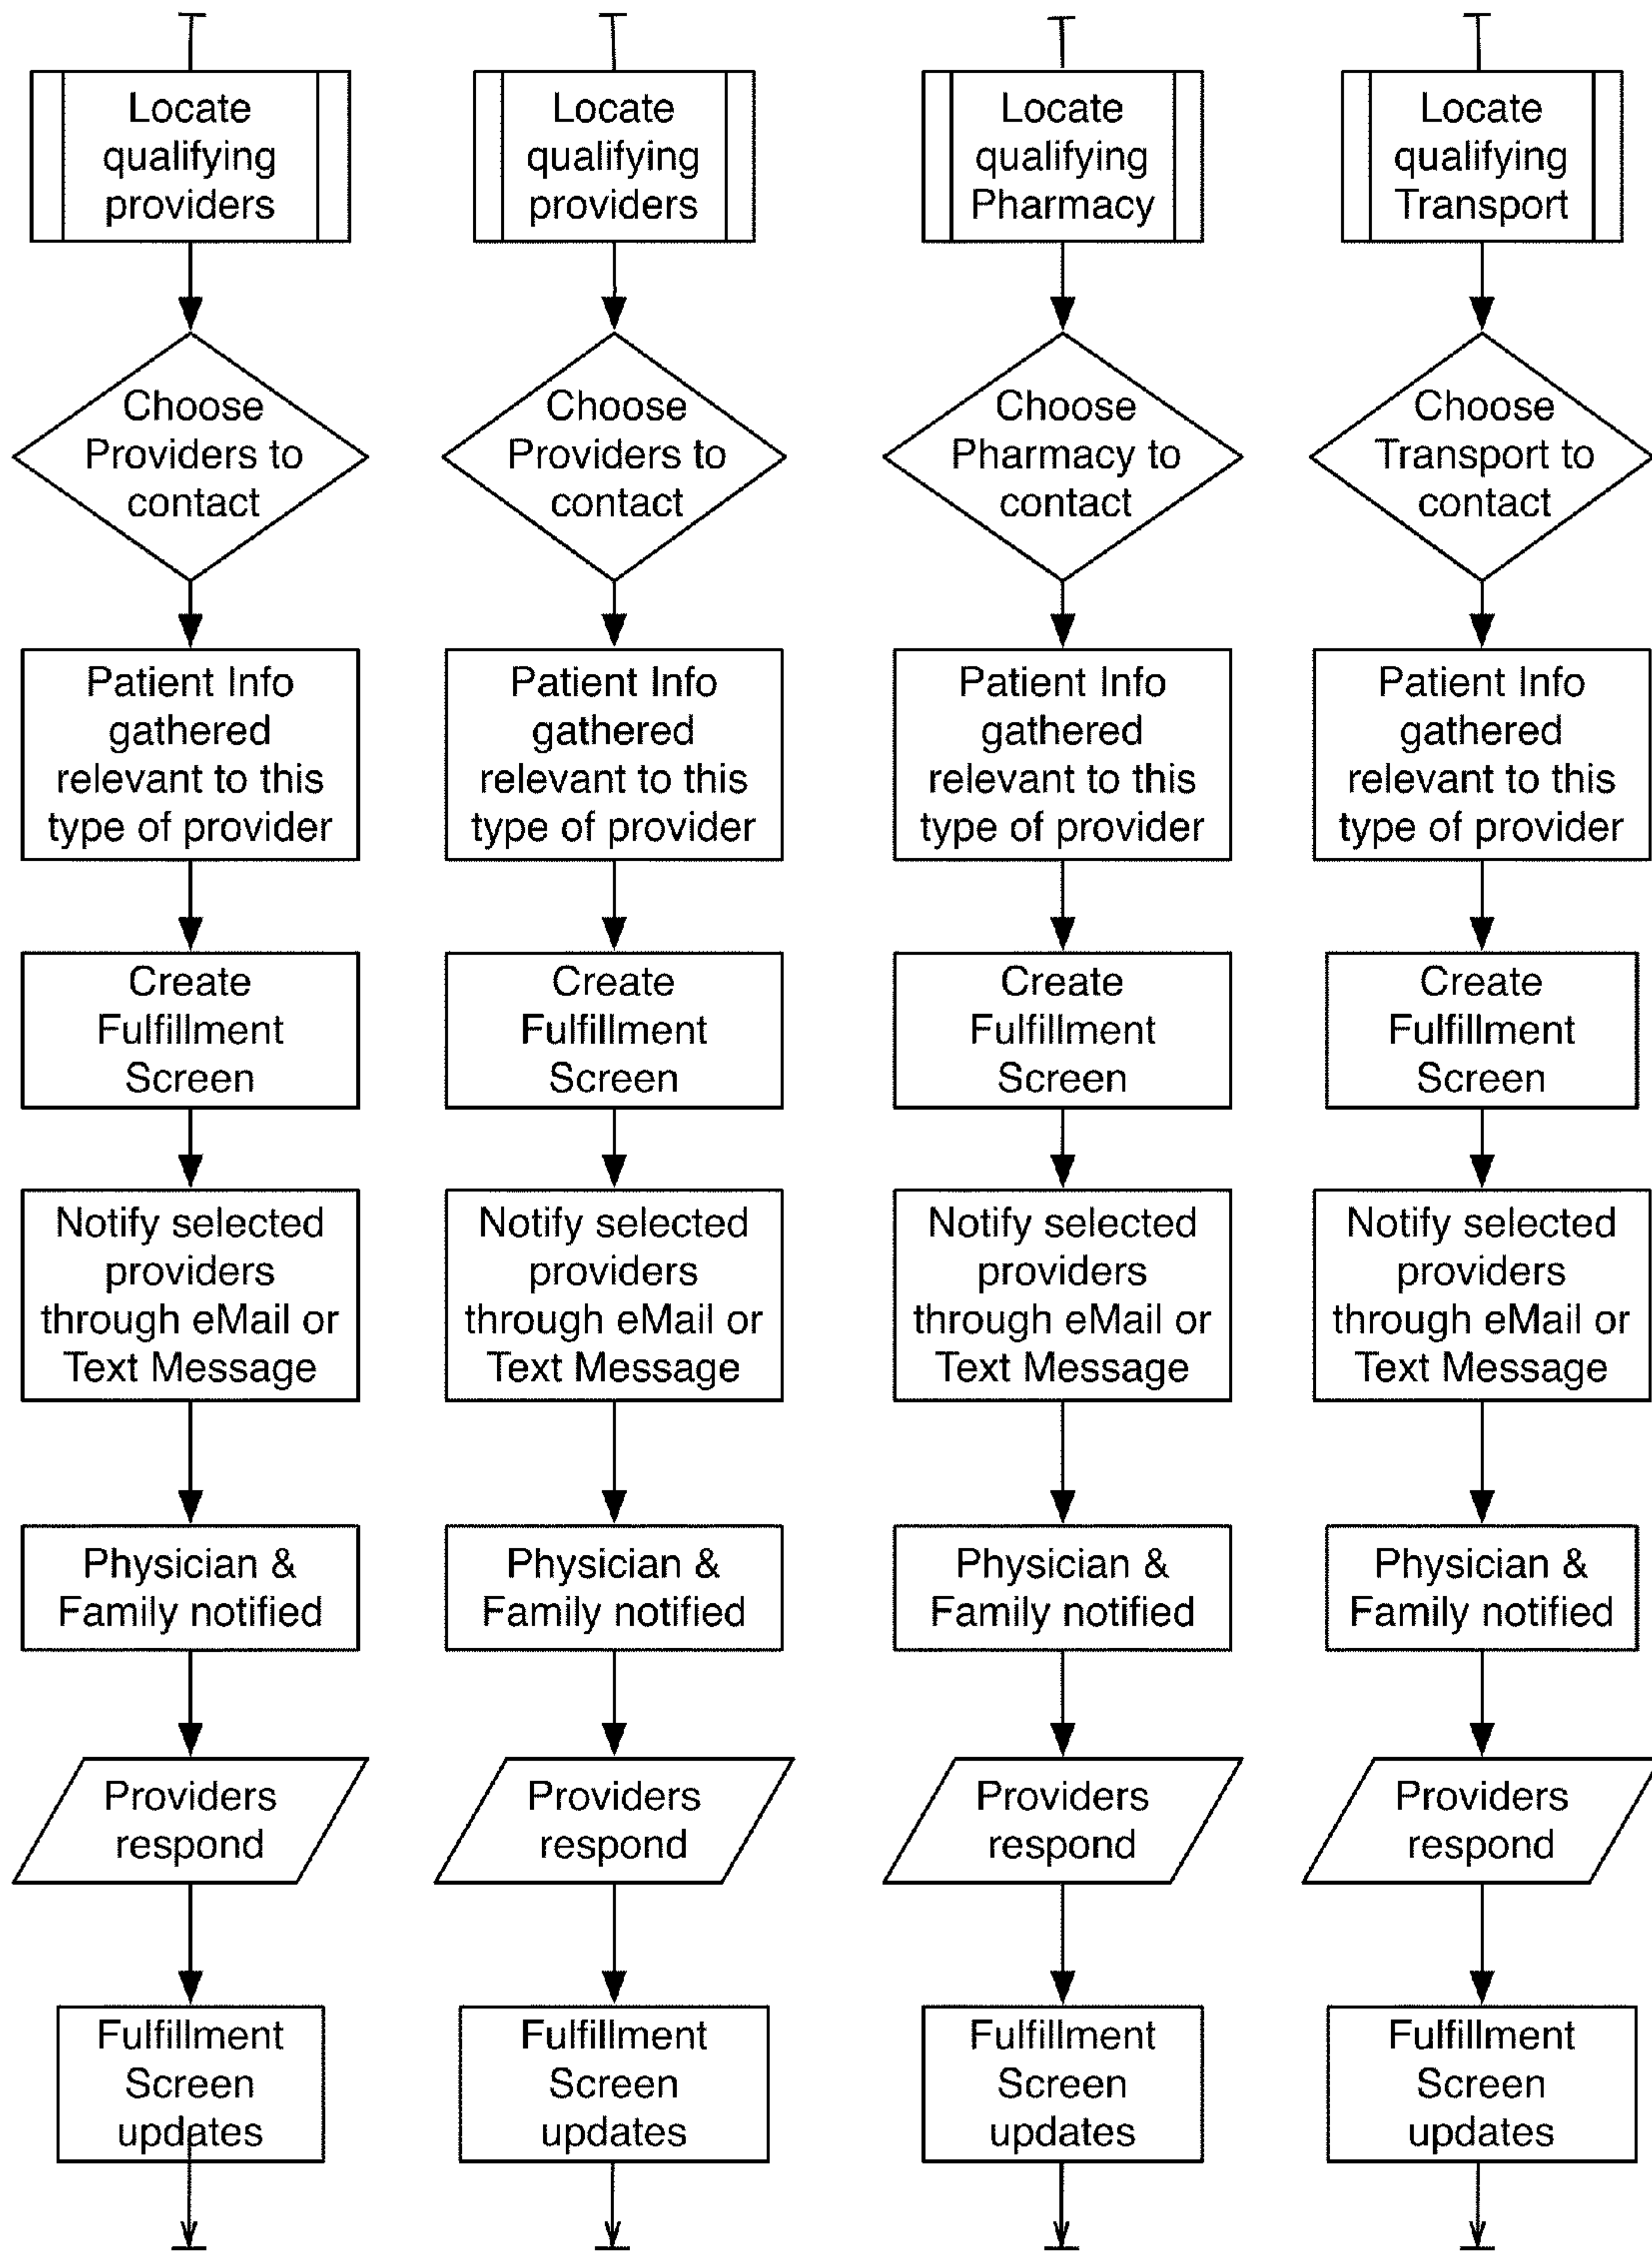 Locate
qualifying
providers
Locate
qualifying
providers
Locate
qualifying
Pharmacy
Locate
qualifying
Transport
Choose
Providers to
contact
Choose
Providers to
contact
Choose
Pharmacy to
contact
Choose
Transport to
contact
Patient Info
gathered
relevant to this
type of provider
Patient Info
gathered
relevant to this
type of provider
Patient Info
gathered
relevant to this
type of provider
Patient Info
gathered
relevant to this
type of provider
Create
Fulfillment
Screen
Create
Fulfillment
Screen
Create
Fulfillment
Screen
Create
Fulfillment
Screen
Notify selected
providers
through eMail or
Text Message
Notify selected
providers
through eMail or
Text Message
Notify selected
providers
through eMail or
Text Message
Notify selected
providers
through eMail or
Text Message
Physician &
Family notified
Physician &
Family notified
Physician &
Family notified
Physician &
Family notified
Providers
respond
Providers
respond
Providers
respond
Providers
respond
Fulfillment
Screen
updates
Fulfillment
Screen
updates
Fulfillment
Screen
updates
Fulfillment
Screen
updates